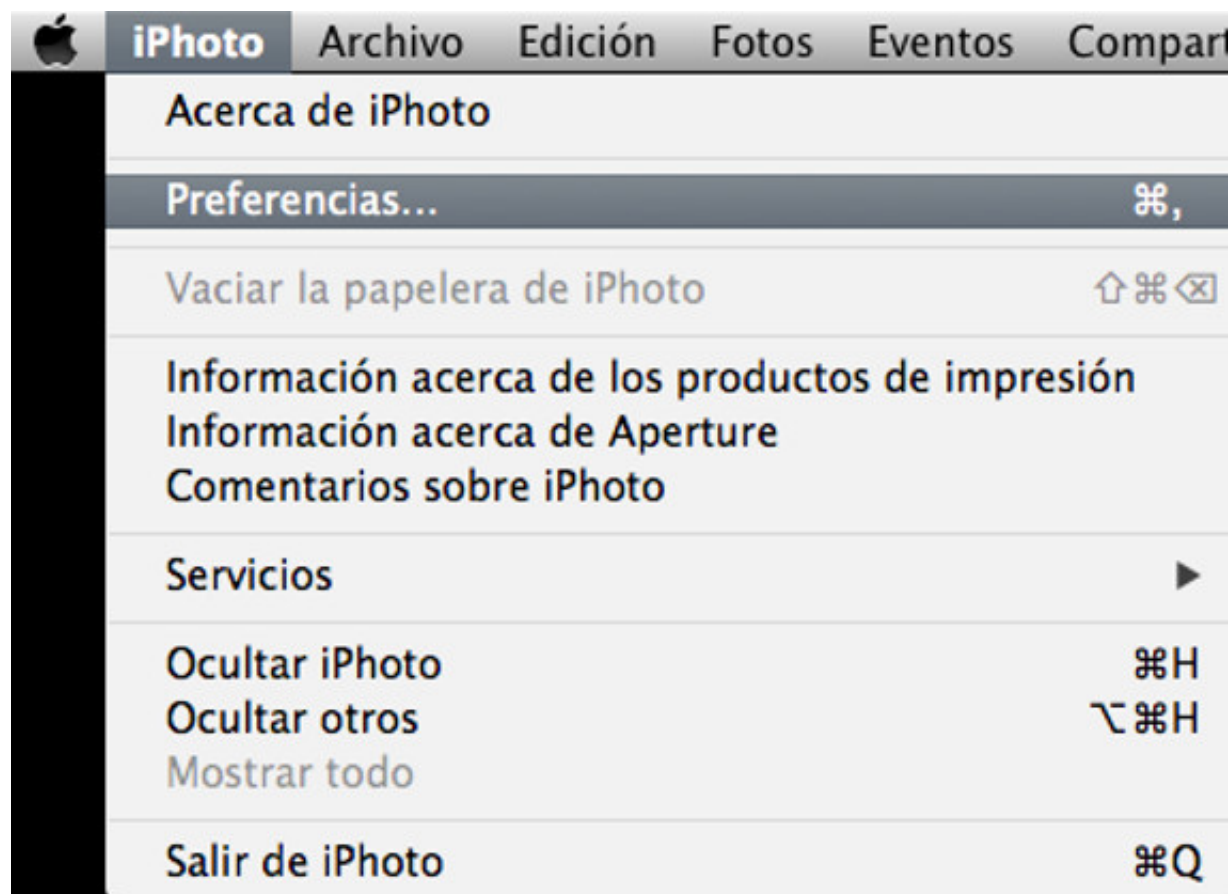 iPhoto Archivo Edición Fotos Eventos Compart
Acerca de iPhoto
Preferencias... ⌘,
Vaciar la papelera de iPhoto ⇧⌘⌫
Información acerca de los productos de impresión
Información acerca de Aperture
Comentarios sobre iPhoto
Servicios ▶
Ocultar iPhoto ⌘H
Ocultar otros ⌥⌘H
Mostrar todo
Salir de iPhoto ⌘Q